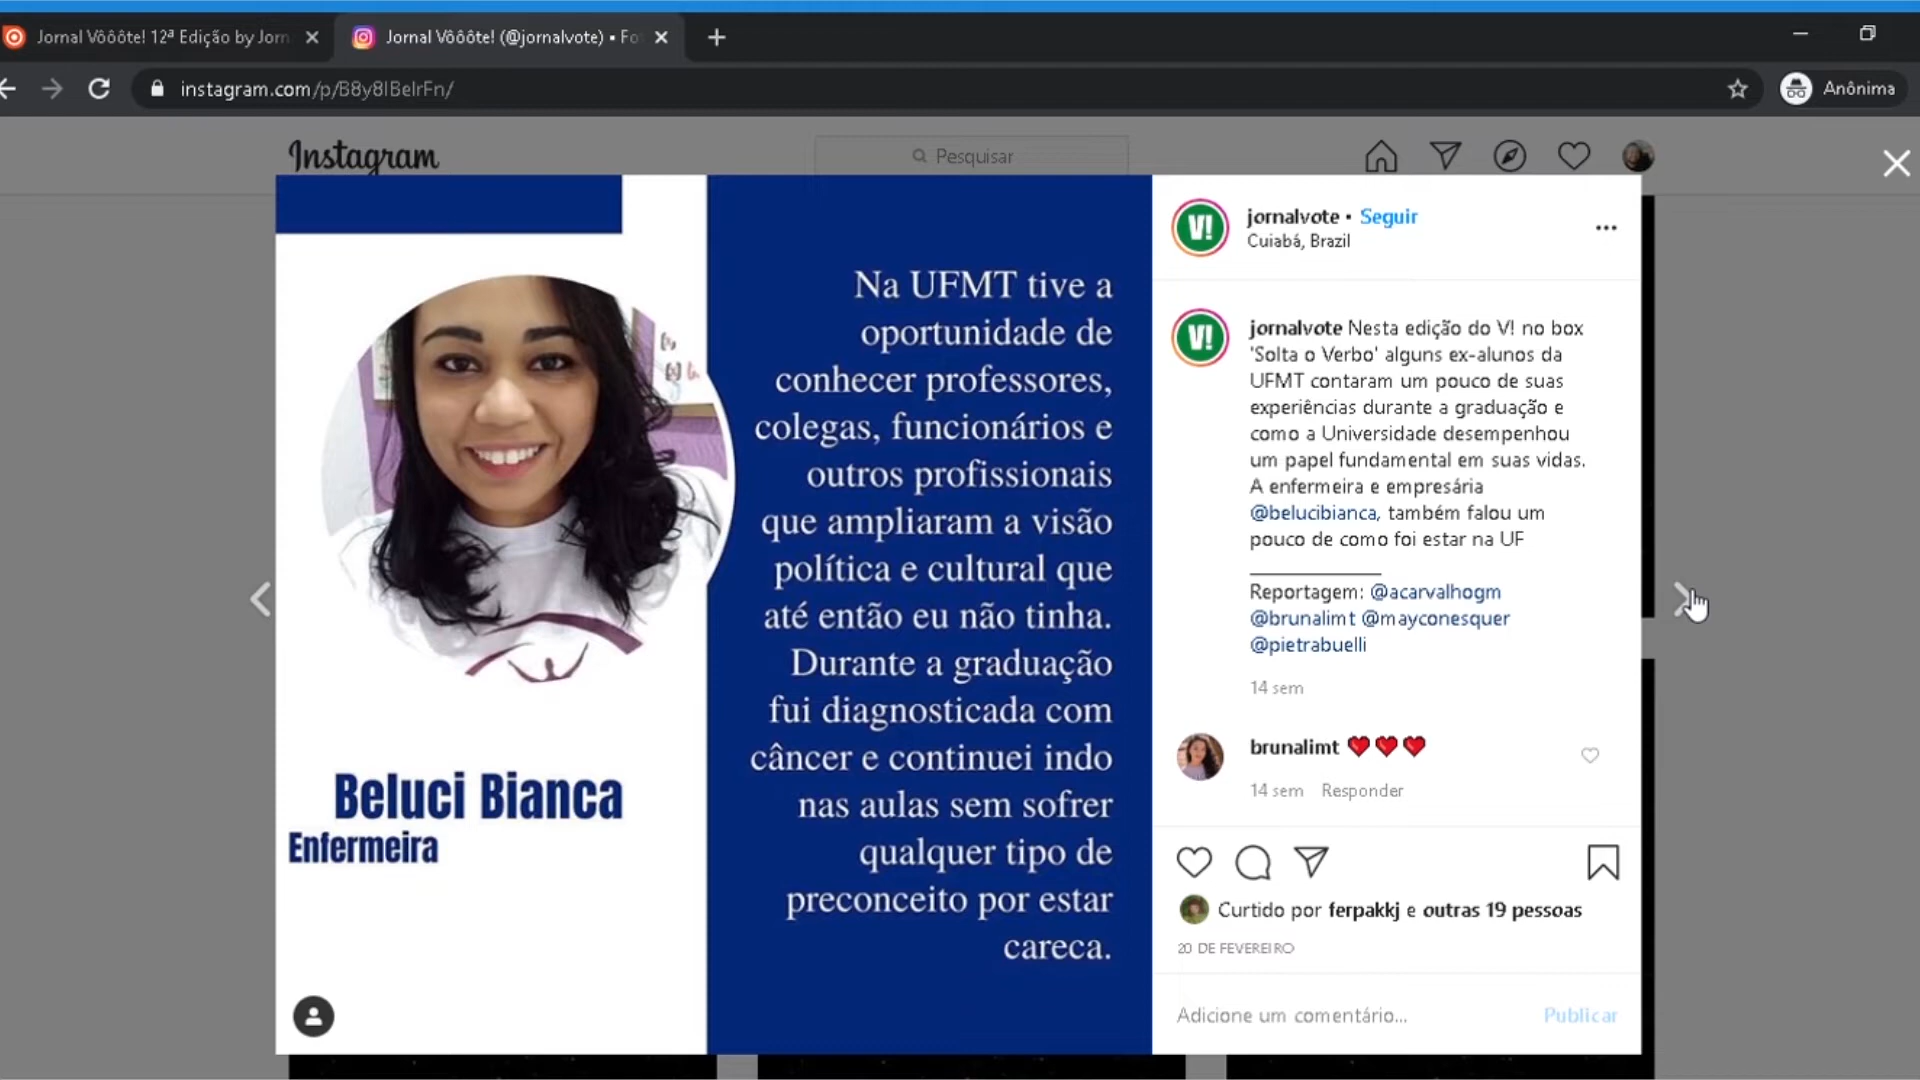 Jornal Vôôôte! 12ª Edição by Jorn
Jornal Vôôôte! (@jornalvote) • Fo
instagram.com/p/B8y8lBelrFn/
Anônima
Instagram
Pesquisar
Na UFMT tive a
oportunidade de
conhecer professores,
colegas, funcionários e
outros profissionais
que ampliaram a visão
política e cultural que
até então eu não tinha.
Durante a graduação
fui diagnosticada com
câncer e continuei indo
nas aulas sem sofrer
qualquer tipo de
preconceito por estar
careca.
Beluci Bianca
Enfermeira
V!
jornalvote • Seguir
Cuiabá, Brazil
V!
jornalvote Nesta edição do V! no box
'Solta o Verbo' alguns ex-alunos da
UFMT contaram um pouco de suas
experiências durante a graduação e
como a Universidade desempenhou
um papel fundamental em suas vidas.
A enfermeira e empresária
@belucibianca, também falou um
pouco de como foi estar na UF
Reportagem: @acarvalhogm
@brunalimt @mayconesquer
@pietrabuelli
14 sem
brunalimt ❤❤❤
14 sem Responder
Curtido por ferpakkj e outras 19 pessoas
20 DE FEVEREIRO
Adicione um comentário... Publicar